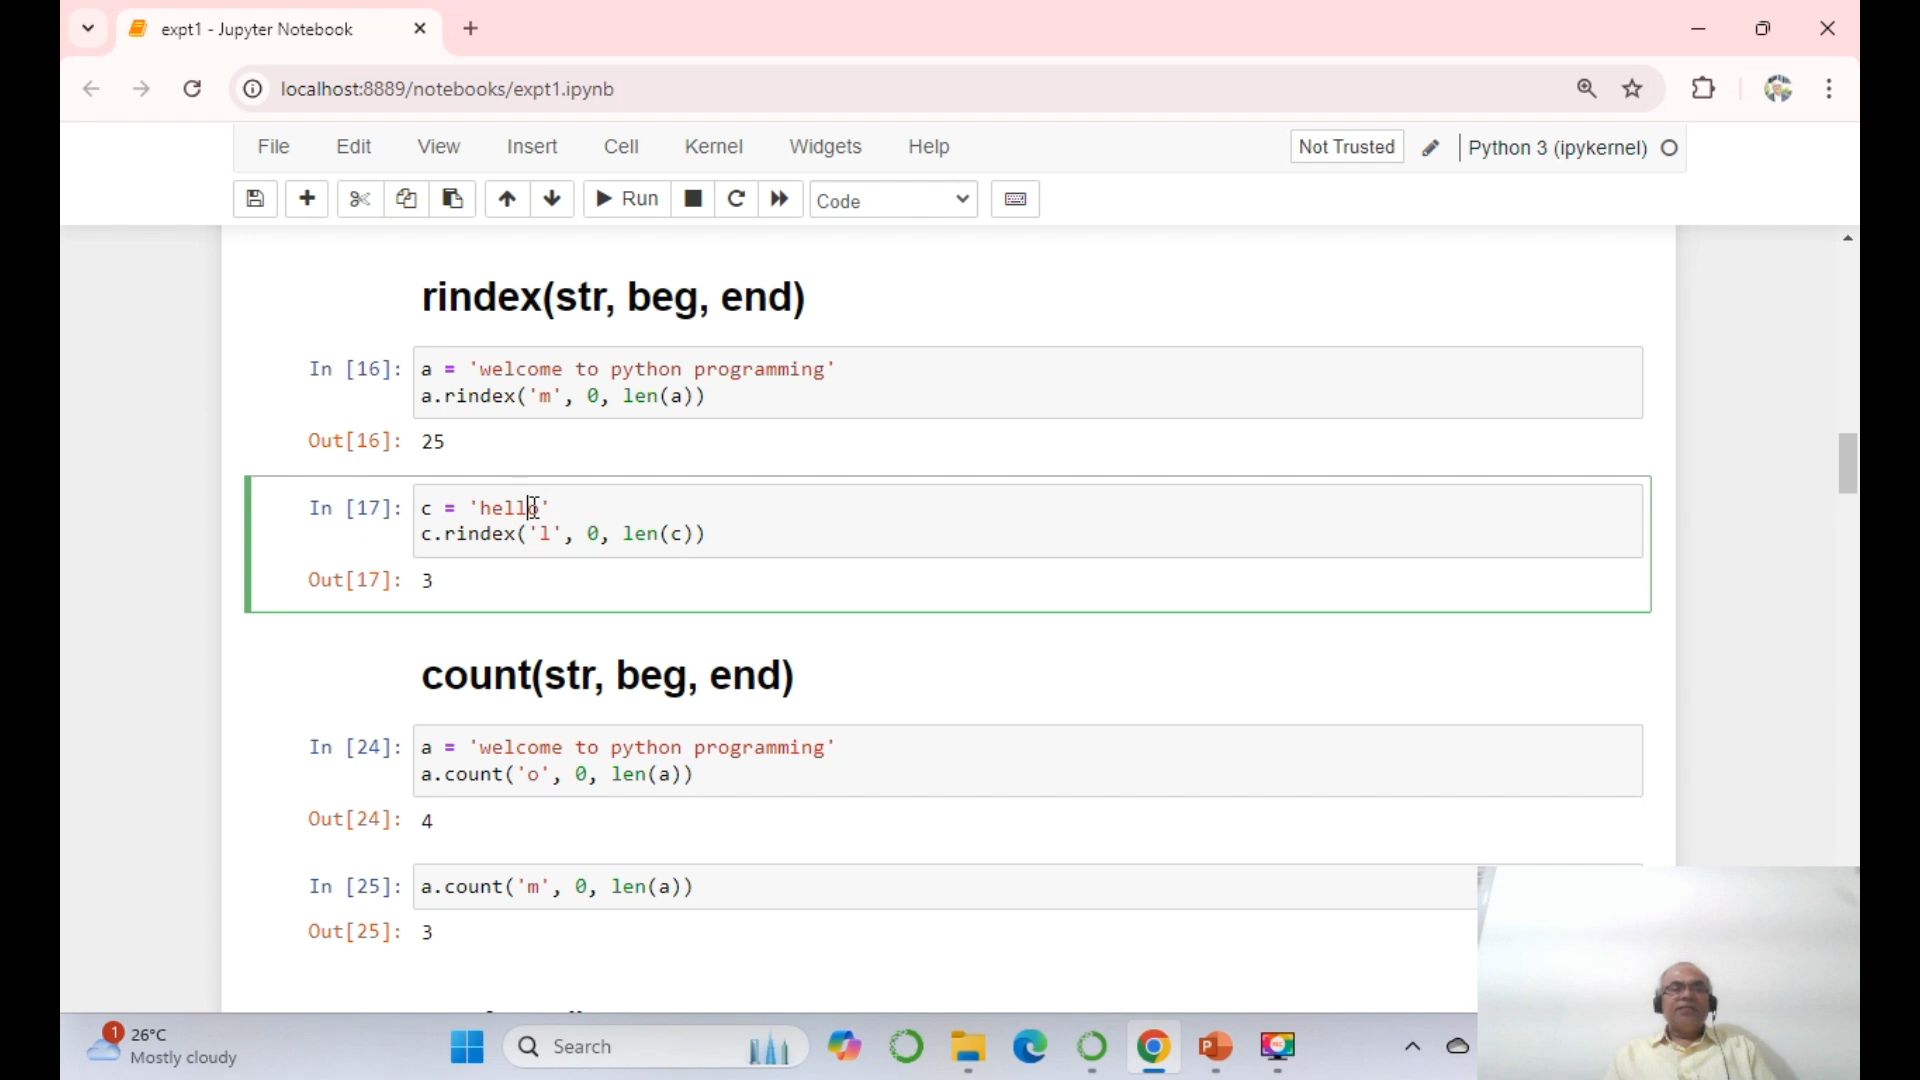 expt1 - Jupyter Notebook
localhost:8889/notebooks/expt1.ipynb
File Edit View Insert Cell Kernel Widgets Help Not Trusted Python 3 (ipykernel)
Run Code
rindex(str, beg, end)
In [16]: a = 'welcome to python programming'
a.rindex('m', 0, len(a))
Out[16]: 25
In [17]: c = 'hello'
c.rindex('l', 0, len(c))
Out[17]: 3
count(str, beg, end)
In [24]: a = 'welcome to python programming'
a.count('o', 0, len(a))
Out[24]: 4
In [25]: a.count('m', 0, len(a))
Out[25]: 3
1 26°C
Mostly cloudy
Search